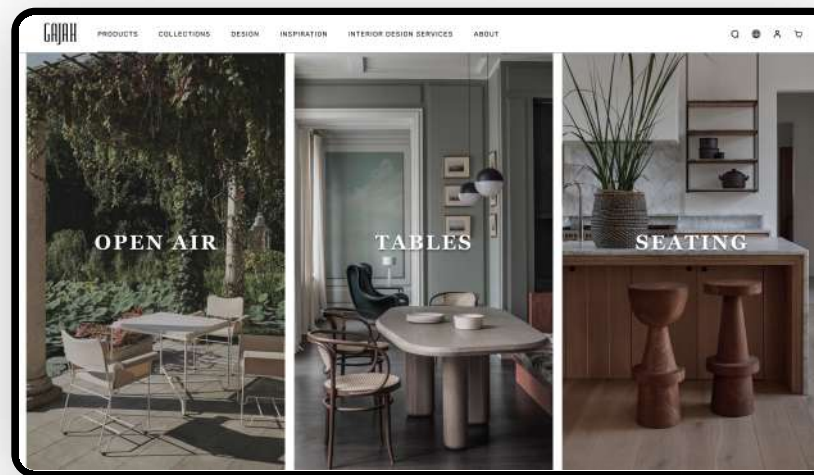 GAJAH
PRODUCTS COLLECTIONS DESIGN INSPIRATION INTERIOR DESIGN SERVICES ABOUT
OPEN AIR TABLES SEATING